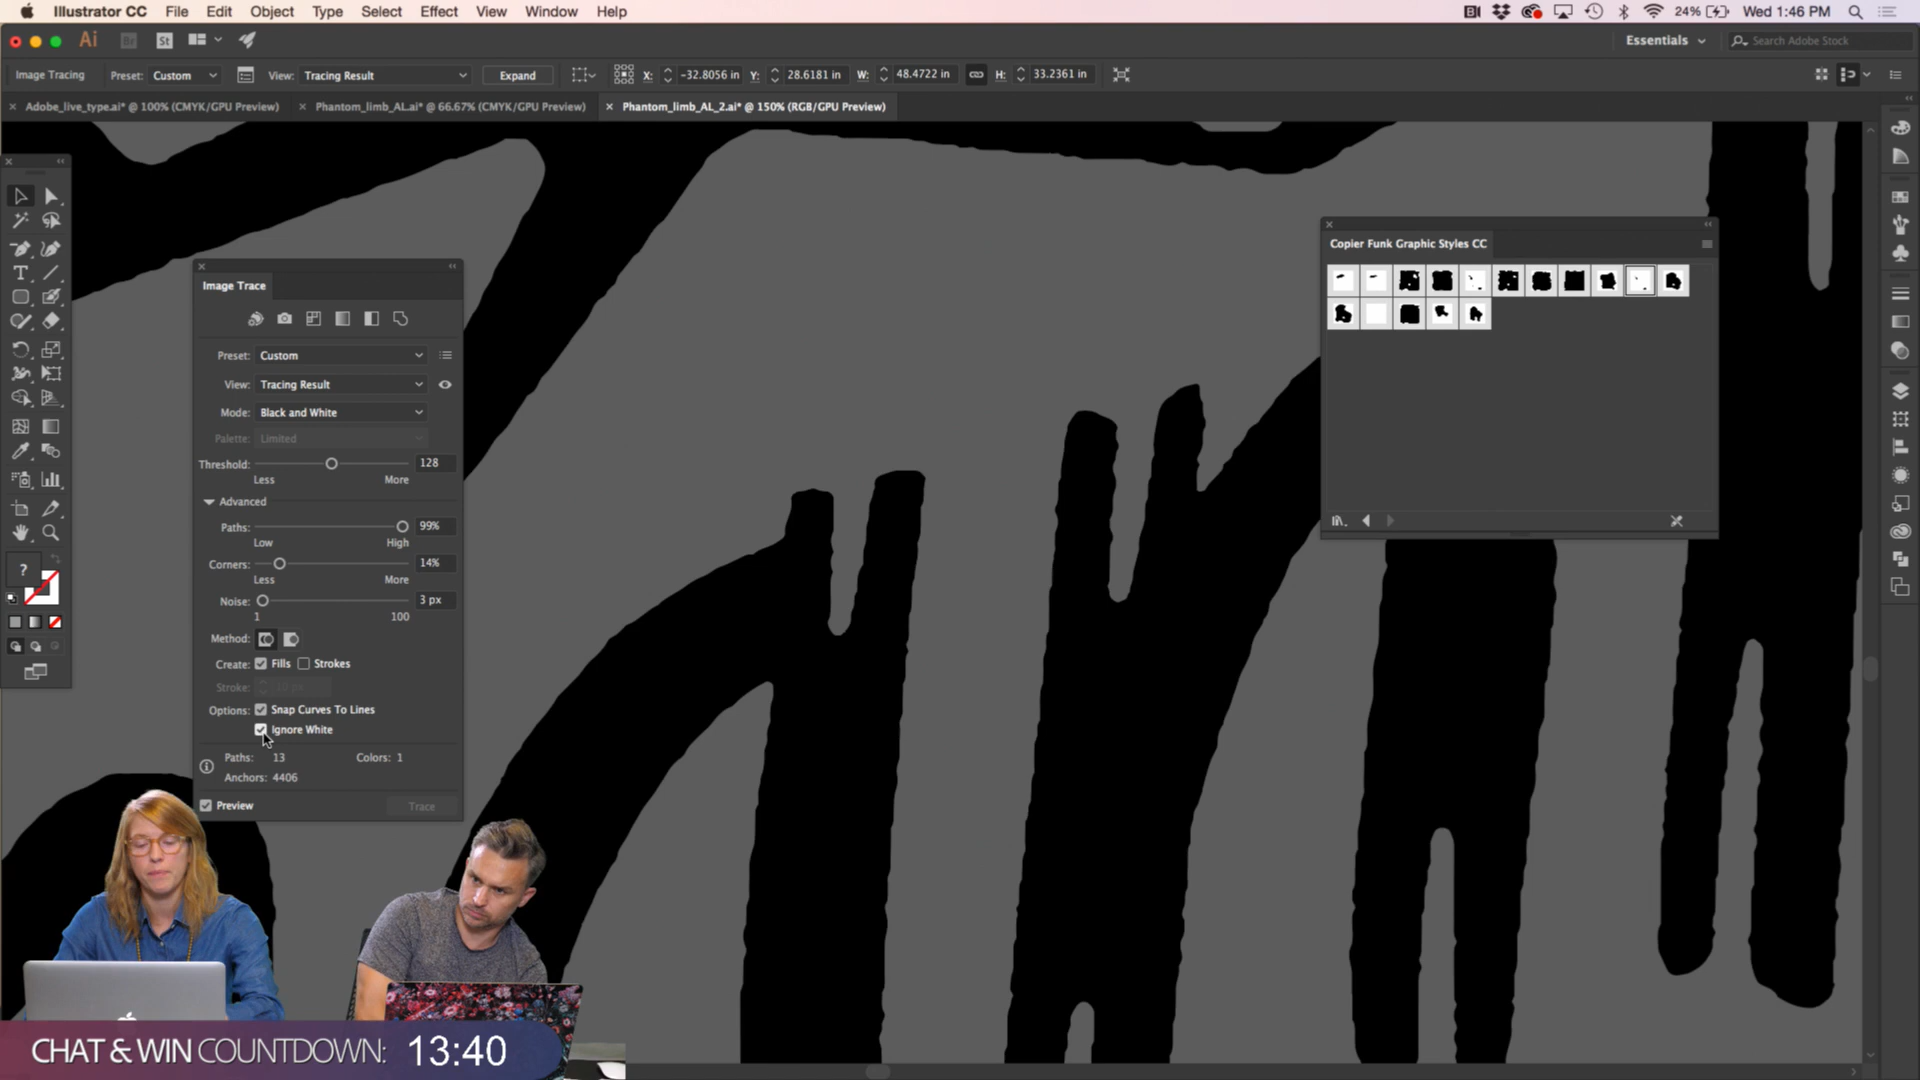 Illustrator CC File Edit Object Type Select Effect View Window Help
24% Wed 1:46 PM
Ai Br St Essentials Search Adobe Stock
Image Tracing Preset: Custom View: Tracing Result Expand X: -32.8056 in Y: 28.6181 in W: 48.4722 in H: 33.2361 in
Adobe_live_type.ai* @ 100% (CMYK/GPU Preview) Phantom_limb_AL.ai* @ 66.67% (CMYK/GPU Preview) Phantom_limb_AL_2.ai* @ 150% (RGB/GPU Preview)
Copier Funk Graphic Styles CC
Image Trace
Preset: Custom
View: Tracing Result
Mode: Black and White
Palette: Limited
Threshold: 128
Less More
Advanced
Paths: 99%
Low High
Corners: 14%
Less More
Noise: 3 px
1 100
Method:
Create: Fills Strokes
Stroke: 10 px
Options: Snap Curves To Lines
Ignore White
Paths: 13 Colors: 1
Anchors: 4406
Preview Trace
CHAT & WIN COUNTDOWN: 13:40